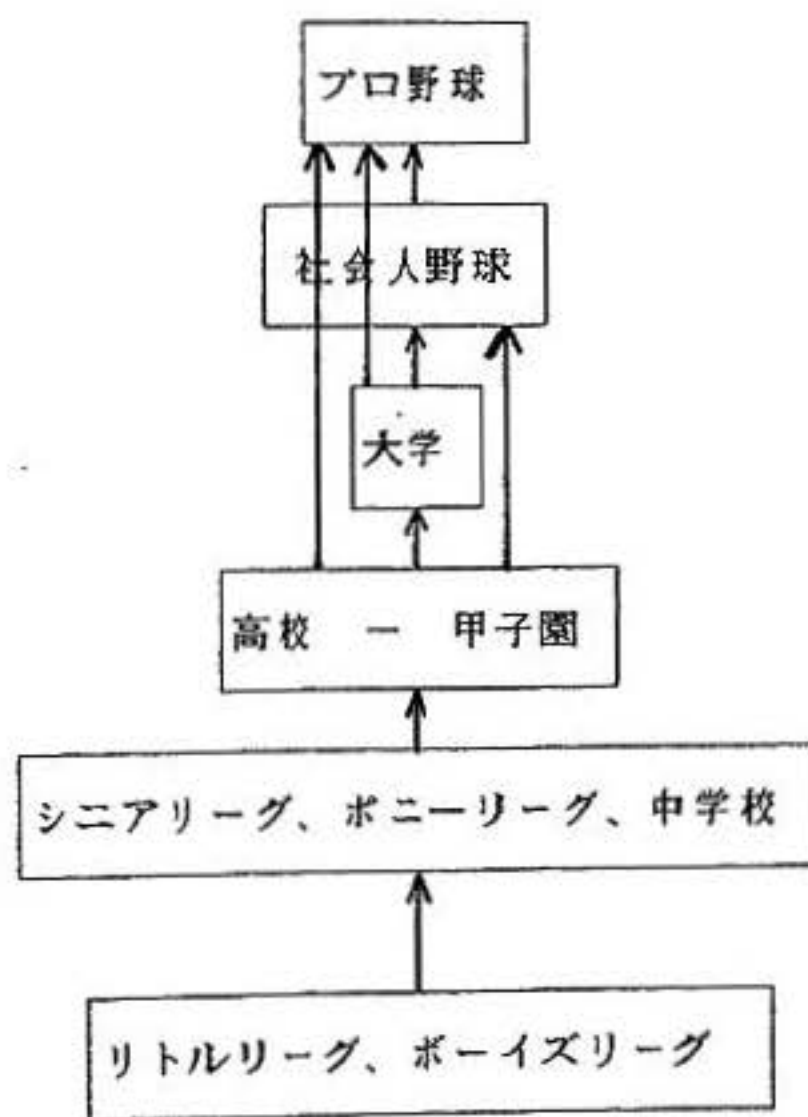 プロ野球
社会人野球
大学
高校 ー 甲子園
シニアリーグ、ポニーリーグ、中学校
リトルリーグ、ボーイズリーグ